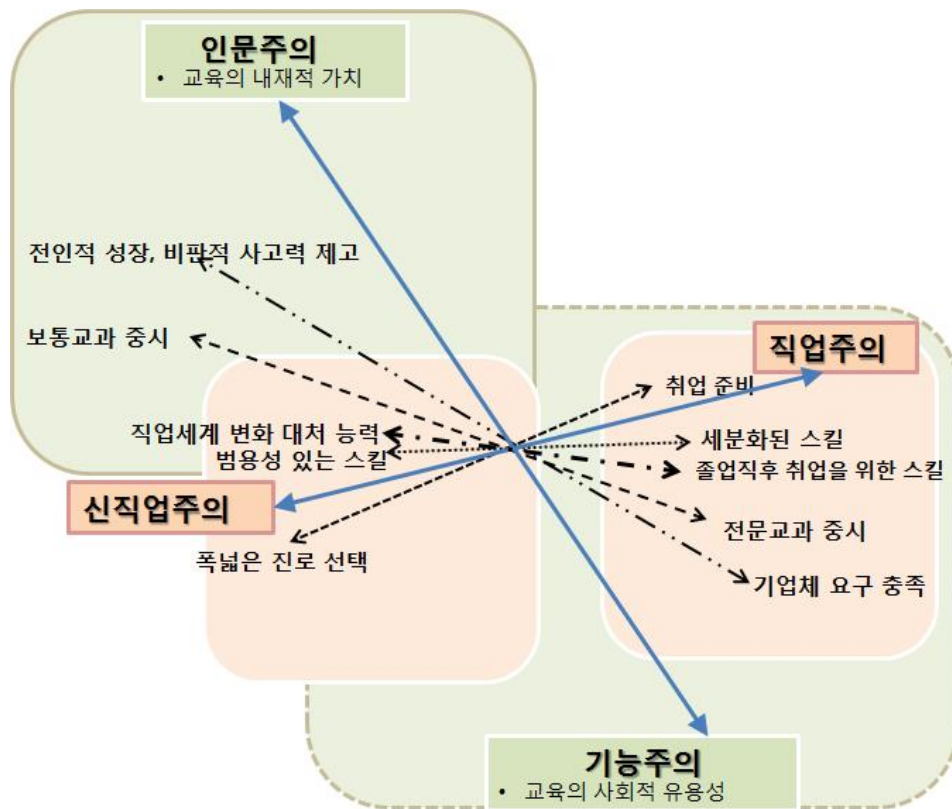 인문주의
• 교육의 내재적 가치
전인적 성장, 비판적 사고력 제고
보통교과 중시
직업주의
취업 준비
직업세계 변화 대처 능력
범용성 있는 스킬
세분화된 스킬
졸업직후 취업을 위한 스킬
신직업주의
전문교과 중시
폭넓은 진로 선택
기업체 요구 충족
기능주의
• 교육의 사회적 유용성